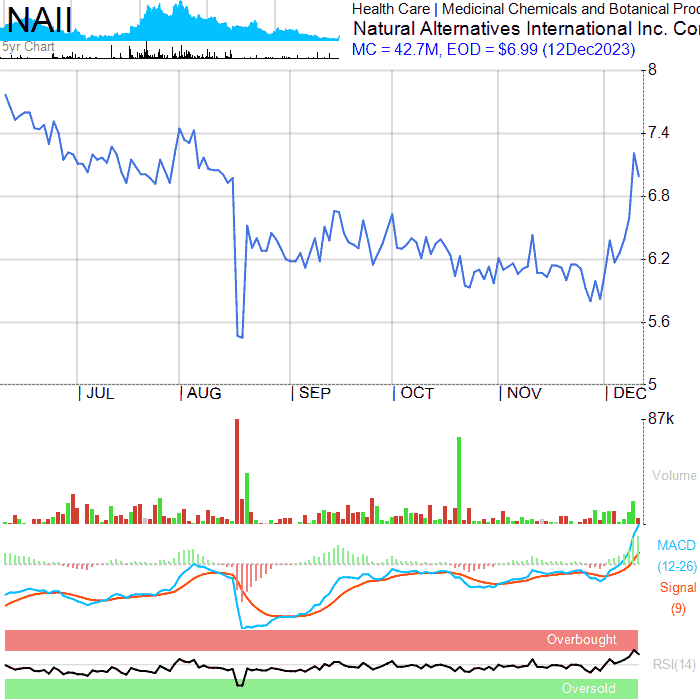 NAII
5yr Chart
Health Care | Medicinal Chemicals and Botanical Proc
Natural Alternatives International Inc. Cor
MC = 42.7M, EOD = $6.99 (12Dec2023)
8
7.4
6.8
6.2
5.6
5
| JUL | AUG | SEP | OCT | NOV | DEC
87k
Volume
MACD
(12-26)
Signal
(9)
Overbought
RSI(14)
Oversold